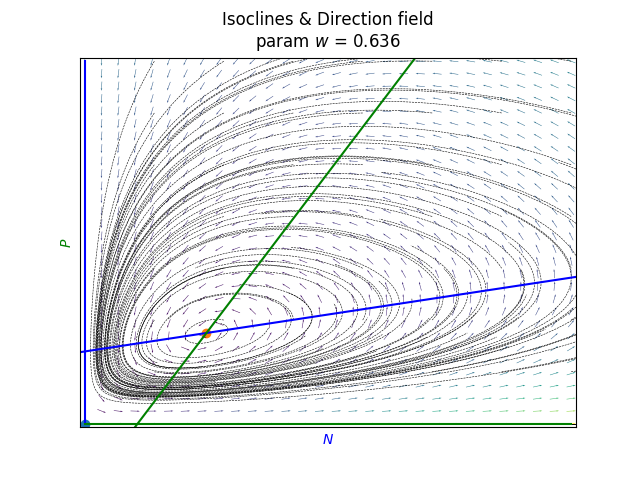 Isoclines & Direction field
param w = 0.636
P
N